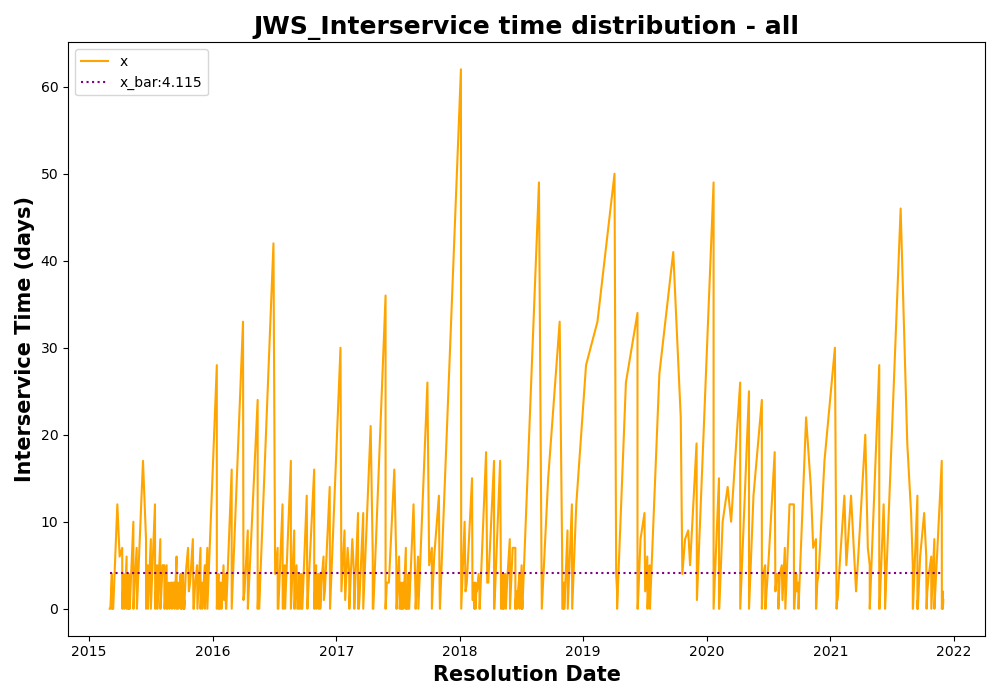 JWS_Interservice time distribution - all
x
x_bar:4.115
Interservice Time (days)
60
50
40
30
20
10
0
2015 2016 2017 2018 2019 2020 2021 2022
Resolution Date